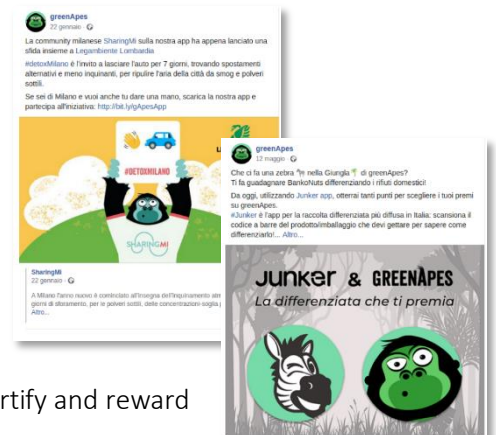 greenApes
22 gennaio
La community milanese SharingMi sulla nostra app ha appena lanciato una
sfida insieme a Legambiente Lombardia
#detoxMilano è l'invito a lasciare l'auto per 7 giorni, trovando spostamenti
alternativi e meno inquinanti, per ripulire l'aria della città da smog e polveri
sottili.
Se sei di Milano e vuoi anche tu dare una mano, scarica la nostra app e
partecipa all'iniziativa: http://bit.ly/gApesApp
#DETOXMILANO
SHARINGMI
SharingMi
22 gennaio
A Milano l'anno nuovo è cominciato all'insegna dell'inquinamento
giorni di sforamento, per le polveri sottili, delle concentrazioni soglia
Altro...
greenApes
12 maggio
Che ci fa una zebra nella Giungla di greenApes?
Ti fa guadagnare BankoNuts differenziando i rifiuti domestici!
Da oggi, utilizzando Junker app, otterrai tanti punti per scegliere i tuoi premi
su greenApes.
#Junker è l'app per la raccolta differenziata più diffusa in Italia: scansiona il
codice a barre del prodotto/imballaggio che devi gettare per sapere come
differenziarlo!... Altro...
JUNKER & GREENAPES
La differenziata che ti premia
rtify and reward